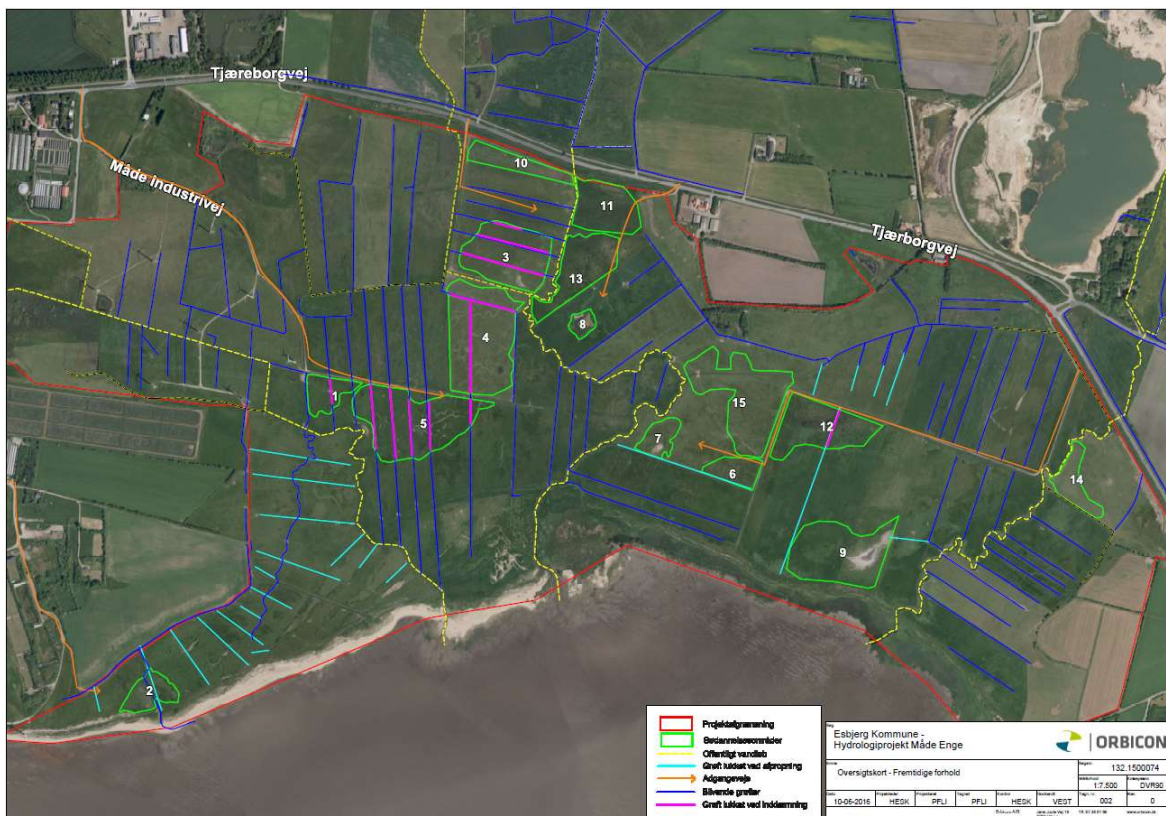 Tjæreborgvej
Måde Industrivej
10
11
3
13
8
4
Tjærborgvej
1
5
15
7
6
12
14
9
2
Projektafgrænsning
Sødannelsesområder
Offentligt vandløb
Grøft lukket ved afpropning
Adgangsveje
Blivende grøfter
Grøft lukket ved inddæmning
Esbjerg Kommune -
Hydrologiprojekt Måde Enge
ORBICON
Oversigtskort - Fremtidige forhold
132.1500074
1:7.500 DVR90
10-06-2016 HESK PFLI PFLI HESK VEST 002 0